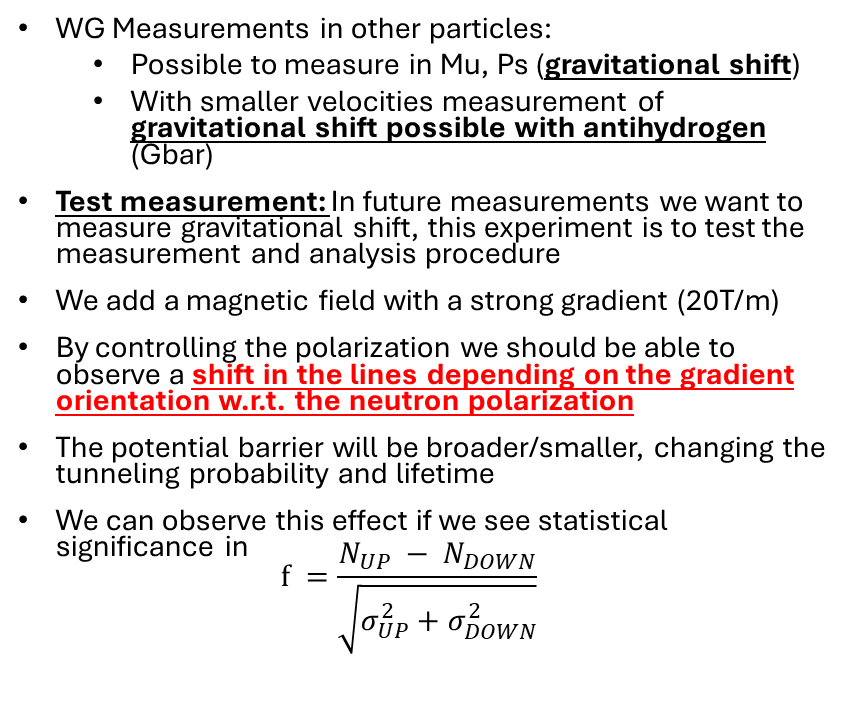 • WG Measurements in other particles:
• Possible to measure in Mu, Ps (gravitational shift)
• With smaller velocities measurement of
gravitational shift possible with antihydrogen
(Gbar)
• Test measurement: In future measurements we want to
measure gravitational shift, this experiment is to test the
measurement and analysis procedure
• We add a magnetic field with a strong gradient (20T/m)
• By controlling the polarization we should be able to
observe a shift in the lines depending on the gradient
orientation w.r.t. the neutron polarization
• The potential barrier will be broader/smaller, changing the
tunneling probability and lifetime
• We can observe this effect if we see statistical
significance in
f = \frac{N_{UP} - N_{DOWN}}{\sqrt{\sigma_{UP}^2 + \sigma_{DOWN}^2}}